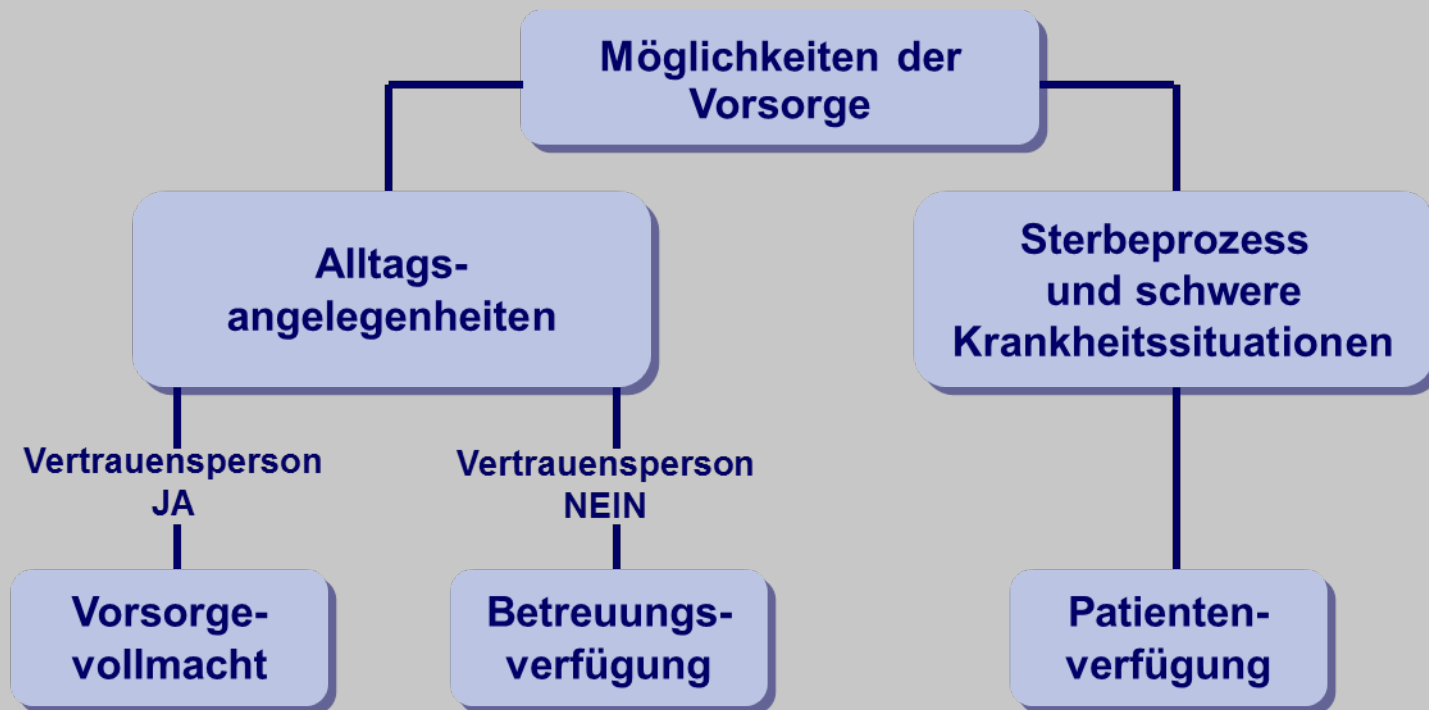 Möglichkeiten der
Vorsorge
Alltags-
angelegenheiten
Sterbeprozess
und schwere
Krankheitssituationen
Vertrauensperson
JA
Vertrauensperson
NEIN
Vorsorge-
vollmacht
Betreuungs-
verfügung
Patienten-
verfügung